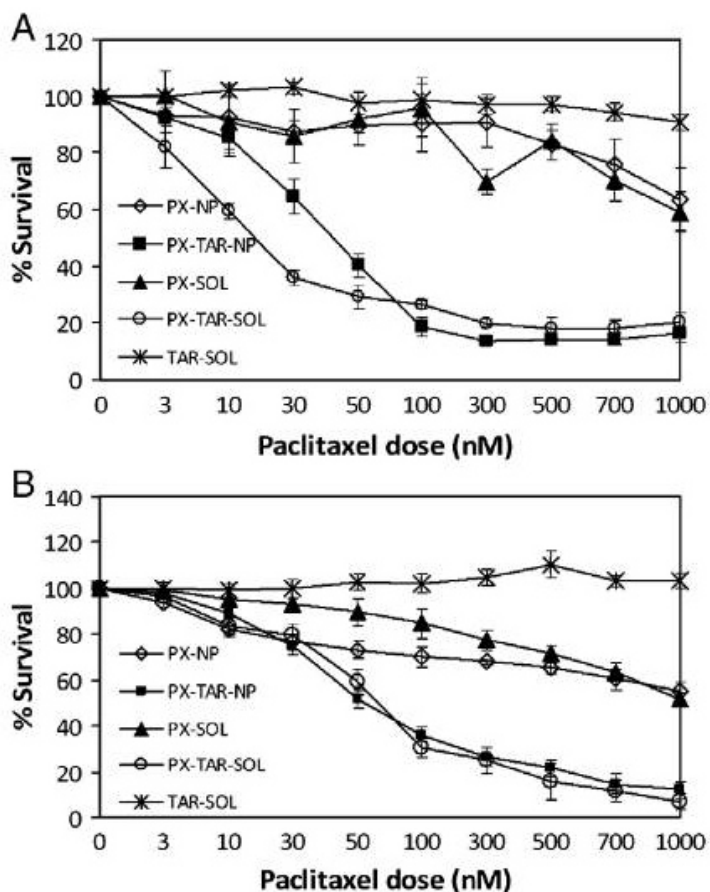 A
% Survival
120
100
80
60
40
20
0
PX-NP
PX-TAR-NP
PX-SOL
PX-TAR-SOL
TAR-SOL
0 3 10 30 50 100 300 500 700 1000
Paclitaxel dose (nM)
B
% Survival
140
120
100
80
60
40
20
0
PX-NP
PX-TAR-NP
PX-SOL
PX-TAR-SOL
TAR-SOL
0 3 10 30 50 100 300 500 700 1000
Paclitaxel dose (nM)